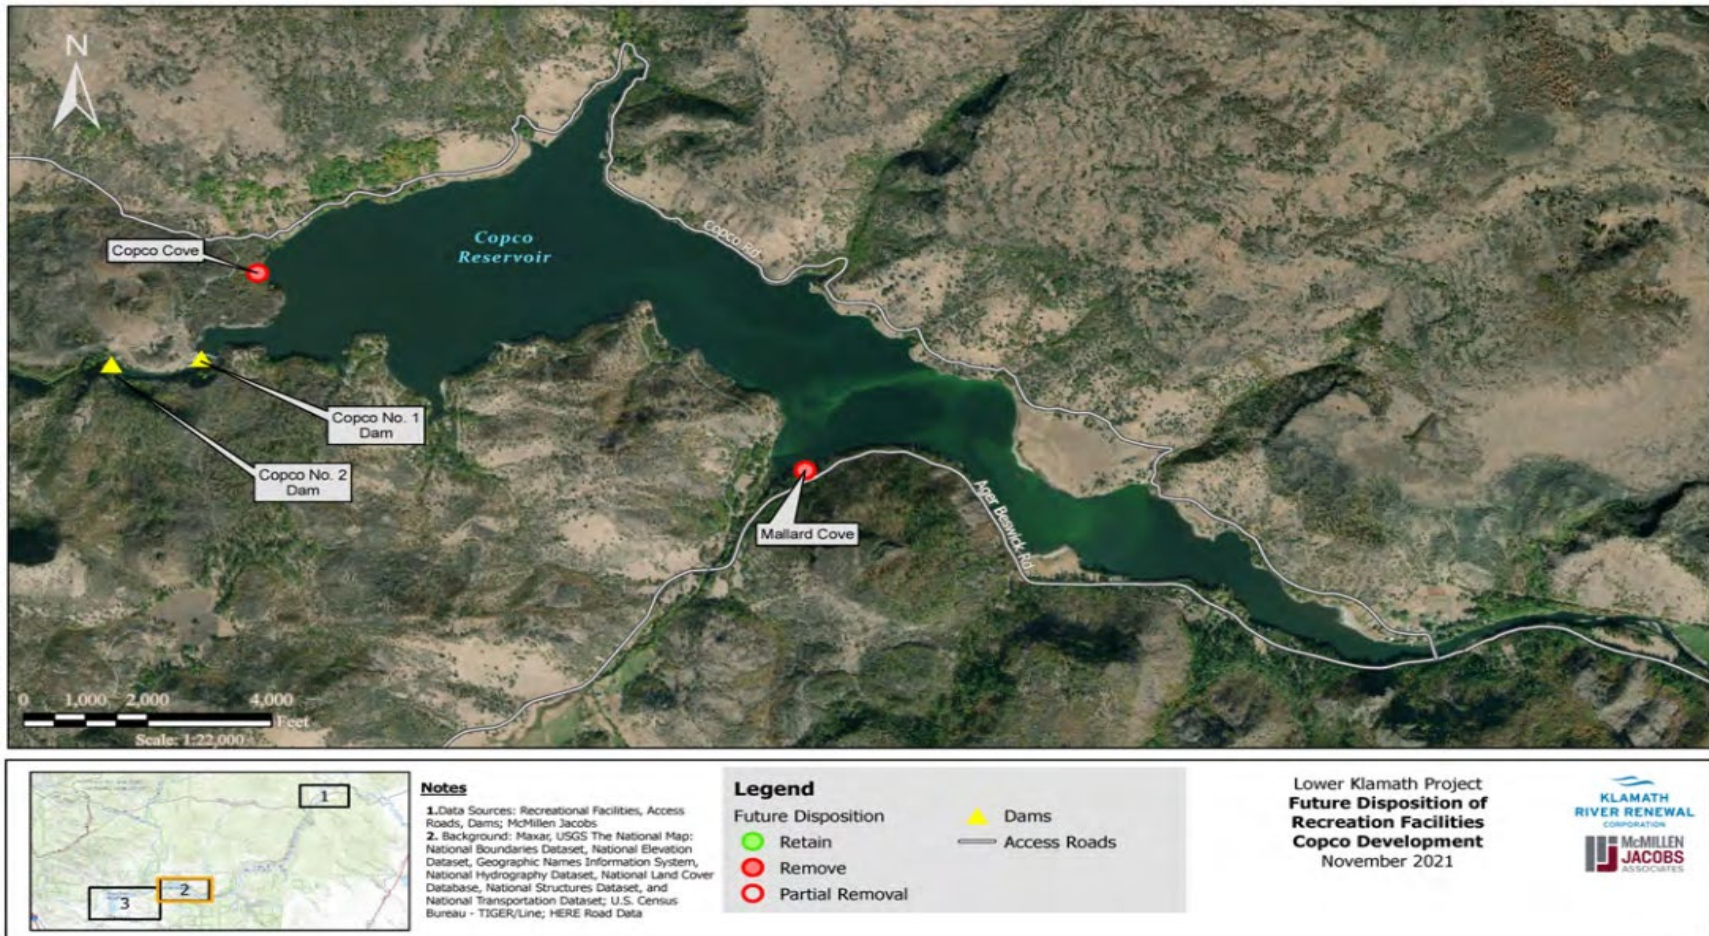 N
Copco Cove
Copco
Reservoir
Copco Rd
Copco No. 1
Dam
Copco No. 2
Dam
Mallard Cove
Ager Beswick Rd
0 1,000 2,000 4,000
Feet
Scale: 1:22,000
1
2
3
Notes
1.Data Sources: Recreational Facilities, Access
Roads, Dams; McMillen Jacobs
2. Background: Maxar, USGS The National Map:
National Boundaries Dataset, National Elevation
Dataset, Geographic Names Information System,
National Hydrography Dataset, National Land Cover
Database, National Structures Dataset, and
National Transportation Dataset; U.S. Census
Bureau - TIGER/Line; HERE Road Data
Legend
Future Disposition
Retain
Remove
Partial Removal
Dams
Access Roads
Lower Klamath Project
Future Disposition of
Recreation Facilities
Copco Development
November 2021
KLAMATH
RIVER RENEWAL
CORPORATION
McMILLEN
JACOBS
ASSOCIATES